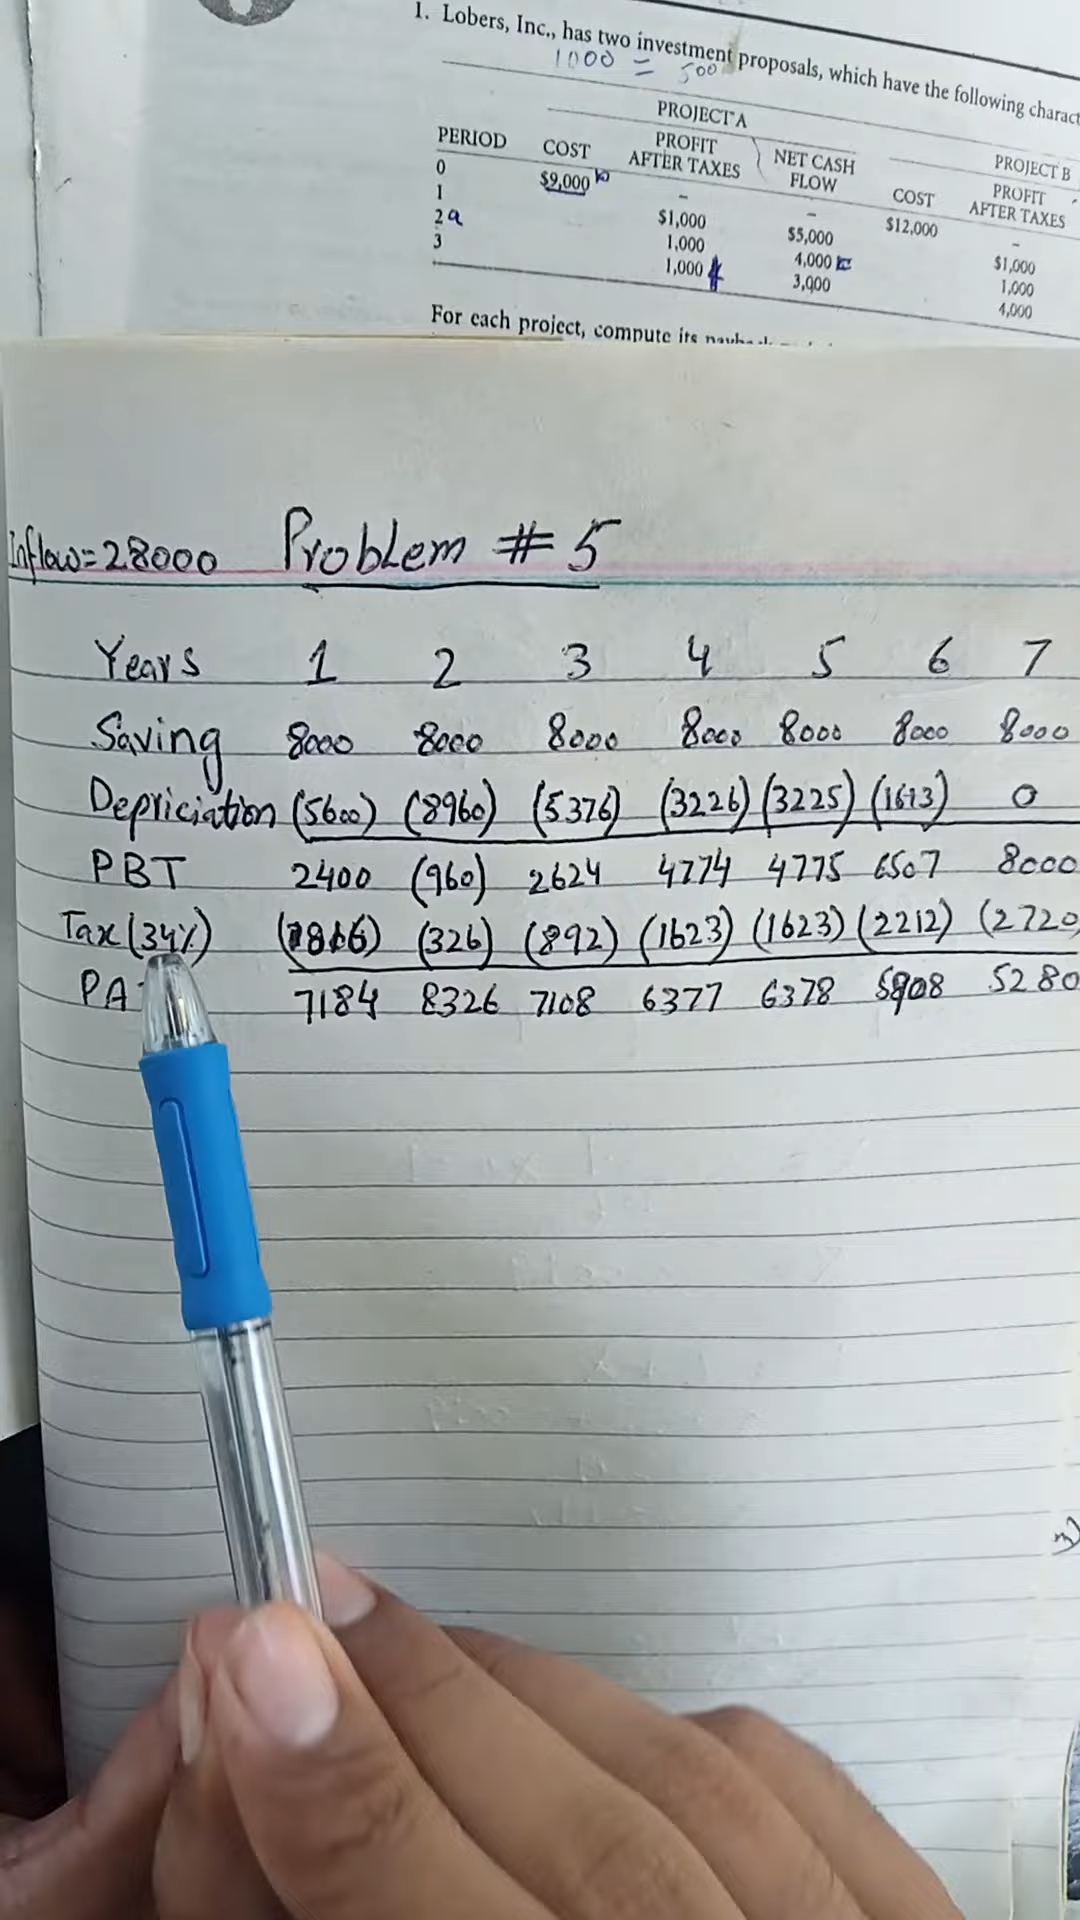 1. Lobers, Inc., has two investment proposals, which have the following charact
1000 = 500
PROJECT A
PROJECT B
PERIOD COST PROFIT AFTER TAXES NET CASH FLOW COST PROFIT AFTER TAXES
0 $9,000 b – – $12,000 –
1 $1,000 $5,000 $1,000
2 a 1,000 4,000 1,000
3 1,000 3,000 4,000
For each project, compute its
Inflow=28000 Problem # 5
Years 1 2 3 4 5 6 7
Saving 8000 8000 8000 8000 8000 8000 8000
Depriciation (5600) (8960) (5376) (3226) (3225) (1613) 0
PBT 2400 (960) 2624 4774 4775 6507 8000
Tax (34%) (816) (326) (892) (1623) (1623) (2212) (2720
PA 7184 8326 7108 6377 6378 5908 5280